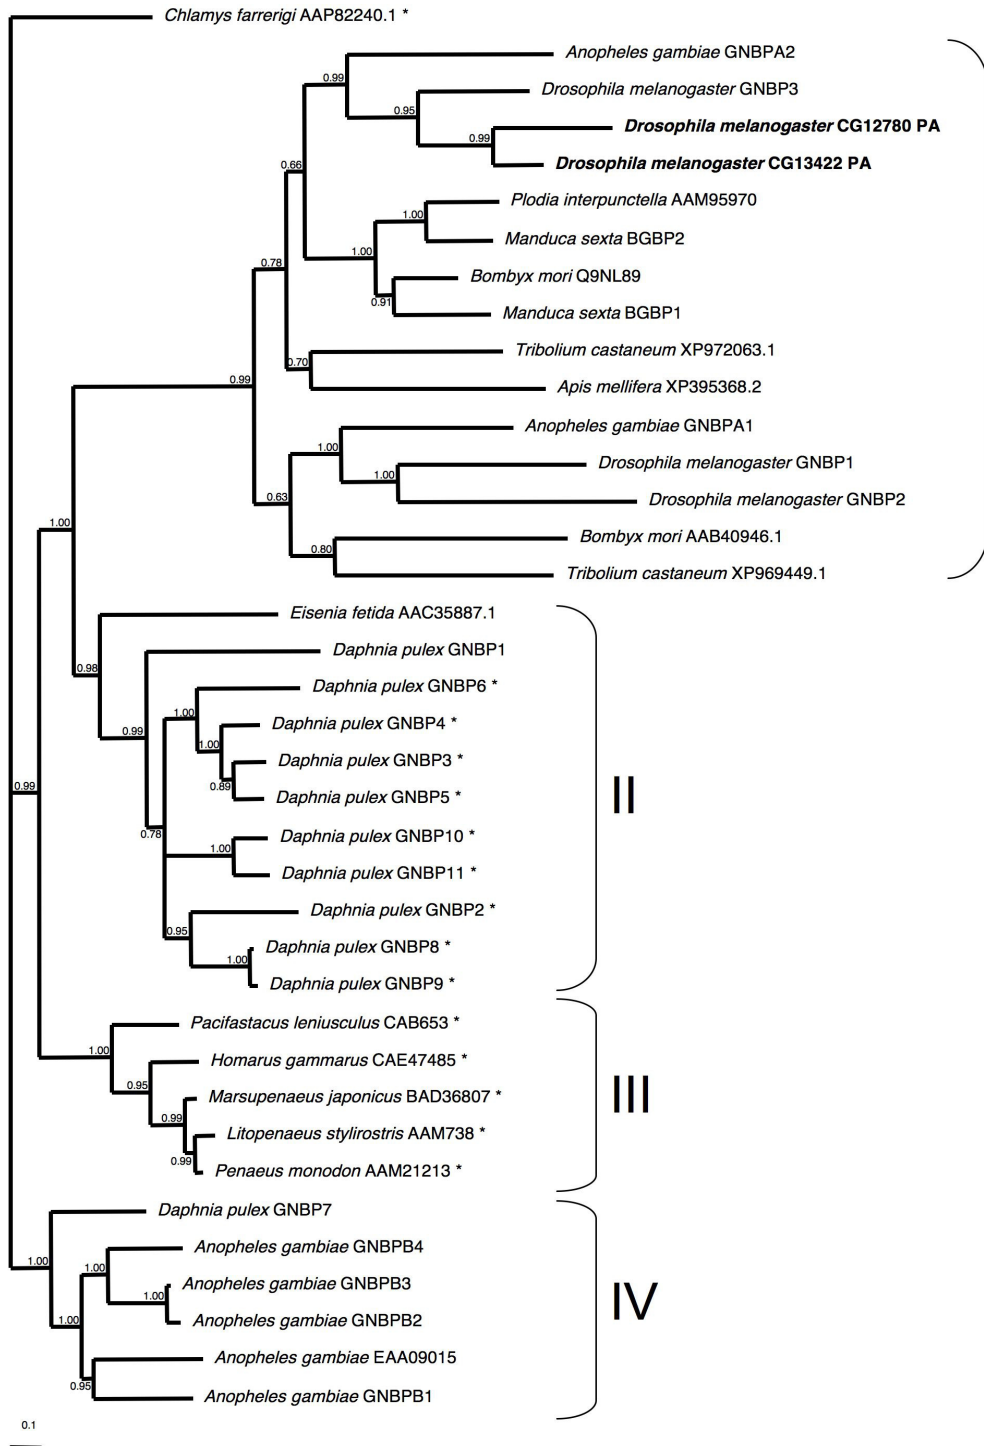 Chlamys farrerigi AAP82240.1 *
Anopheles gambiae GNBPA2
0.99
Drosophila melanogaster GNBP3
0.95
Drosophila melanogaster CG12780 PA
0.99
Drosophila melanogaster CG13422 PA
0.66
Plodia interpunctella AAM95970
1.00
Manduca sexta BGBP2
1.00
Bombyx mori Q9NL89
0.91
Manduca sexta BGBP1
0.78
Tribolium castaneum XP972063.1
0.70
Apis mellifera XP395368.2
0.99
Anopheles gambiae GNBPA1
1.00
Drosophila melanogaster GNBP1
1.00
Drosophila melanogaster GNBP2
0.63
Bombyx mori AAB40946.1
0.80
Tribolium castaneum XP969449.1
1.00
Eisenia fetida AAC35887.1
0.98
Daphnia pulex GNBP1
0.99
Daphnia pulex GNBP6 *
1.00
Daphnia pulex GNBP4 *
1.00
Daphnia pulex GNBP3 *
0.89
Daphnia pulex GNBP5 *
II
0.99
0.78
Daphnia pulex GNBP10 *
1.00
Daphnia pulex GNBP11 *
Daphnia pulex GNBP2 *
0.95
Daphnia pulex GNBP8 *
1.00
Daphnia pulex GNBP9 *
Pacifastacus leniusculus CAB653 *
1.00
Homarus gammarus CAE47485 *
0.95
Marsupenaeus japonicus BAD36807 *
III
0.99
Litopenaeus stylirostris AAM738 *
0.99
Penaeus monodon AAM21213 *
Daphnia pulex GNBP7
1.00
Anopheles gambiae GNBPB4
1.00
Anopheles gambiae GNBPB3
1.00
Anopheles gambiae GNBPB2
IV
1.00
Anopheles gambiae EAA09015
0.95
Anopheles gambiae GNBPB1
0.1